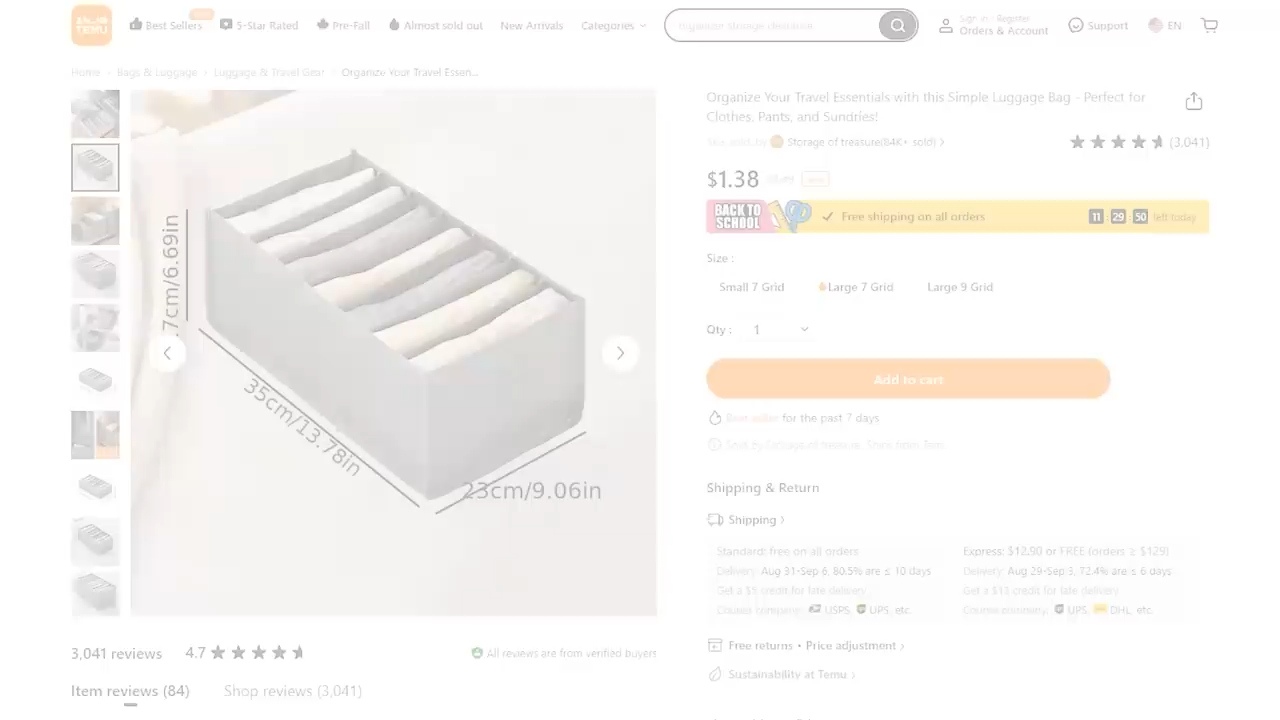 TEMU
Best Sellers
5-Star Rated
Pre-Fall
Almost sold out
New Arrivals
Categories
organizer storage destination
Sign in / Register
Orders & Account
Support
EN
Home › Bags & Luggage › Luggage & Travel Gear › Organize Your Travel Essen...
Organize Your Travel Essentials with this Simple Luggage Bag - Perfect for
Clothes, Pants, and Sundries!
Storage of treasure(84K+ sold) ›
(3,041)
$1.38
BACK TO
SCHOOL
Free shipping on all orders
11 29 50 left today
Size :
Small 7 Grid
Large 7 Grid
Large 9 Grid
Qty :
1
Add to cart
Best seller for the past 7 days
Shipping & Return
Shipping ›
Standard: free on all orders
Delivery: Aug 31-Sep 6, 80.5% are ≤ 10 days
Get a $5 credit for late delivery
Courier company: USPS, UPS, etc.
Express: $12.90 or FREE (orders ≥ $129)
Delivery: Aug 29-Sep 3, 72.4% are ≤ 6 days
Get a $13 credit for late delivery
Courier company: UPS, DHL, etc.
Free returns • Price adjustment ›
Sustainability at Temu ›
7cm/6.69in
35cm/13.78in
23cm/9.06in
3,041 reviews
4.7
All reviews are from verified buyers
Item reviews (84)
Shop reviews (3,041)